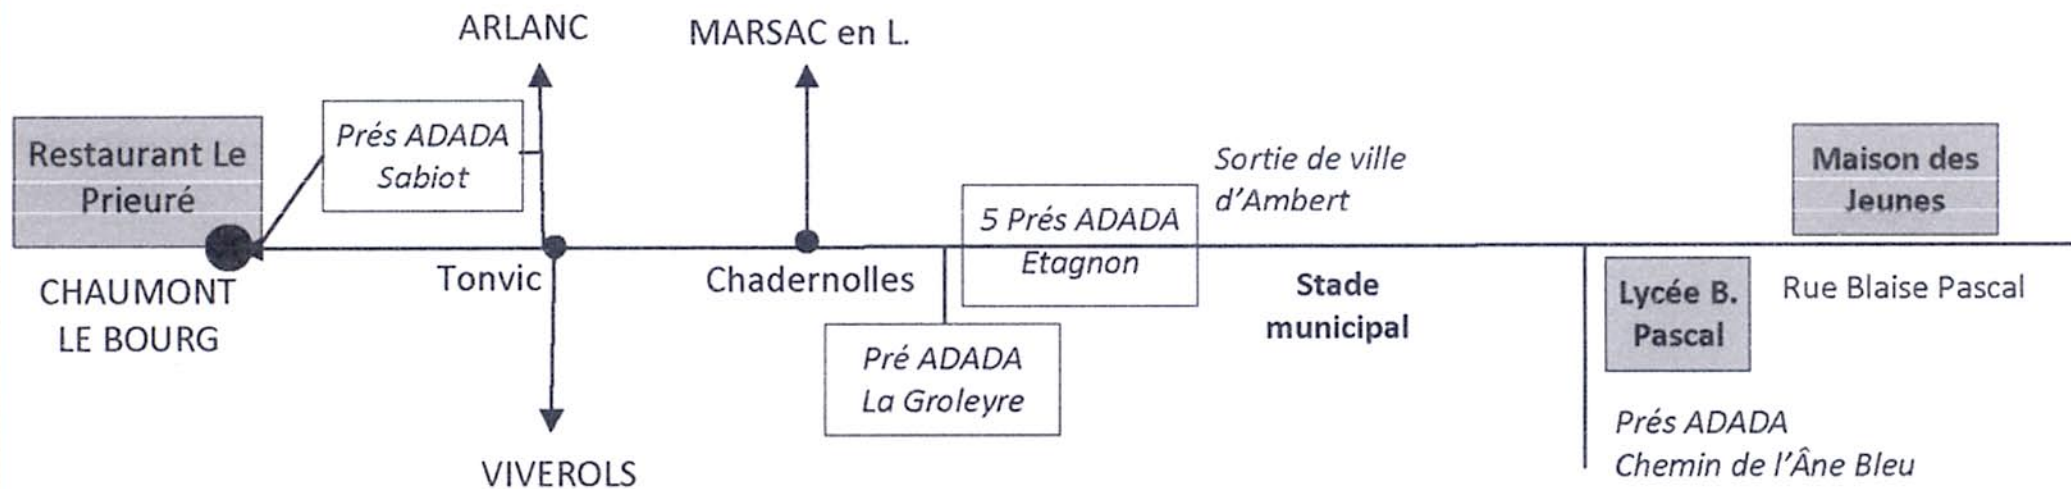 ARLANC
MARSAC en L.
Restaurant Le
Prieuré
Prés ADADA
Sabiot
5 Prés ADADA
Etagnon
Sortie de ville
d'Ambert
Maison des
Jeunes
CHAUMONT
LE BOURG
Tonvic
Chadernolles
Stade
municipal
Lycée B.
Pascal
Rue Blaise Pascal
Pré ADADA
La Groleyre
Prés ADADA
Chemin de l'Âne Bleu
VIVEROLS